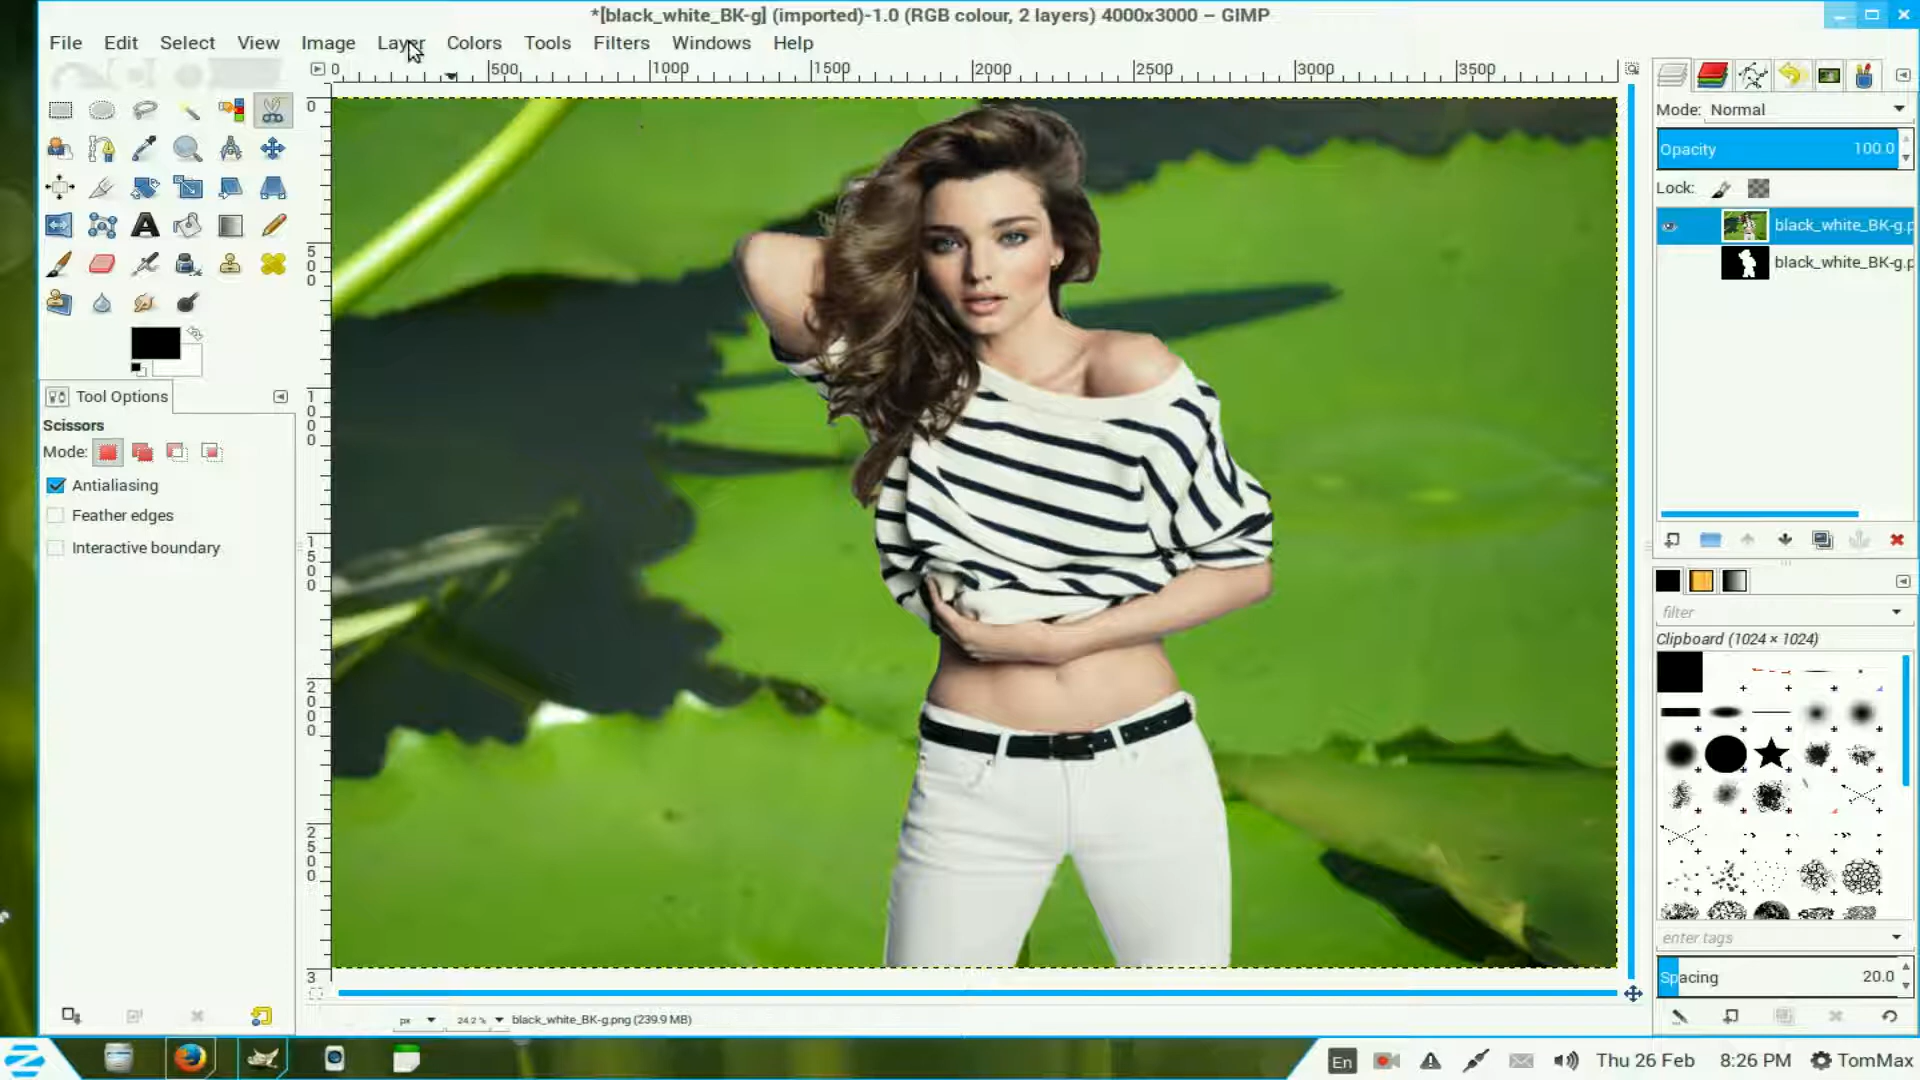 *[black_white_BK-g] (imported)-1.0 (RGB colour, 2 layers) 4000x3000 – GIMP
File Edit Select View Image Layer Colors Tools Filters Windows Help
0 500 1000 1500 2000 2500 3000 3500
0
500
1000
1500
2000
2500
3
Tool Options
Scissors
Mode:
Antialiasing
Feather edges
Interactive boundary
Mode: Normal
Opacity 100.0
Lock:
black_white_BK-g.p
black_white_BK-g.p
filter
Clipboard (1024 × 1024)
enter tags
Spacing 20.0
px 24.2 % black_white_BK-g.png (239.9 MB)
En Thu 26 Feb 8:26 PM TomMax